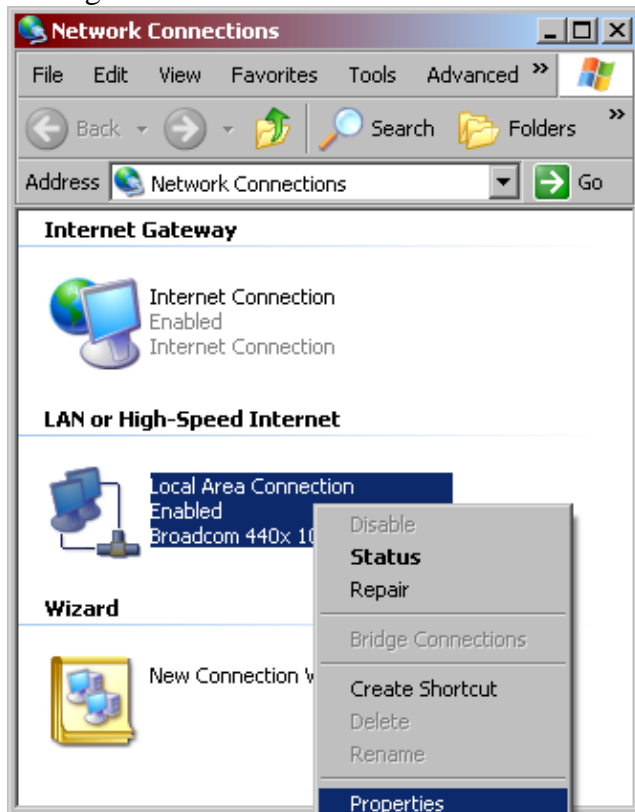 Network Connections
File Edit View Favorites Tools Advanced »
Back Search Folders »
Address Network Connections Go
Internet Gateway
Internet Connection
Enabled
Internet Connection
LAN or High-Speed Internet
Local Area Connection
Enabled
Broadcom 440x 10
Disable
Status
Repair
Bridge Connections
Wizard
New Connection
Create Shortcut
Delete
Rename
Properties